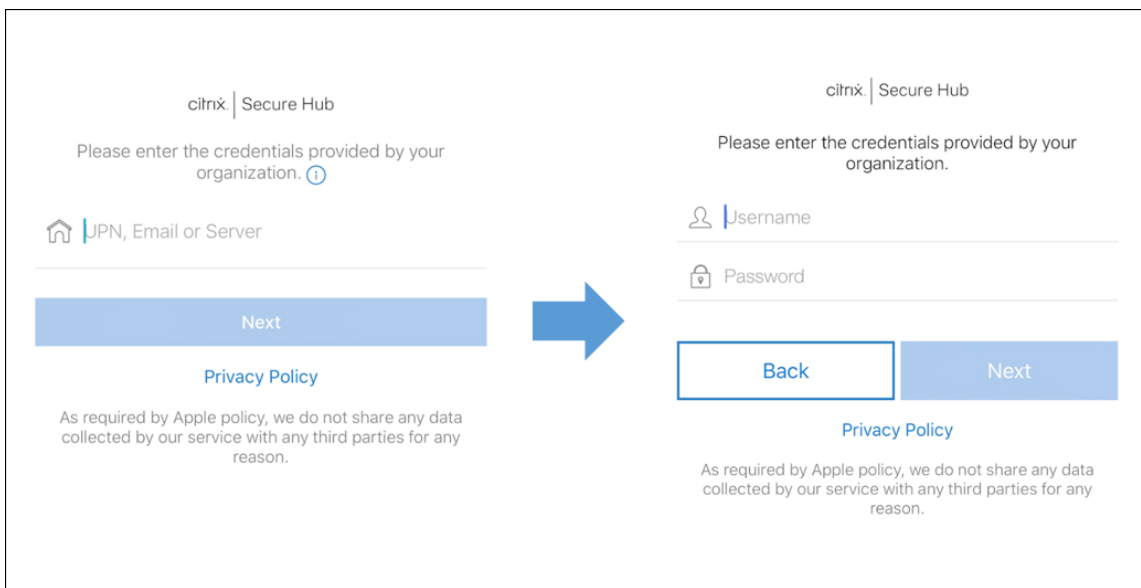 citrix. | Secure Hub
Please enter the credentials provided by your
organization.
UPN, Email or Server
Next
Privacy Policy
As required by Apple policy, we do not share any data
collected by our service with any third parties for any
reason.
citrix. | Secure Hub
Please enter the credentials provided by your
organization.
Username
Password
Back
Next
Privacy Policy
As required by Apple policy, we do not share any data
collected by our service with any third parties for any
reason.